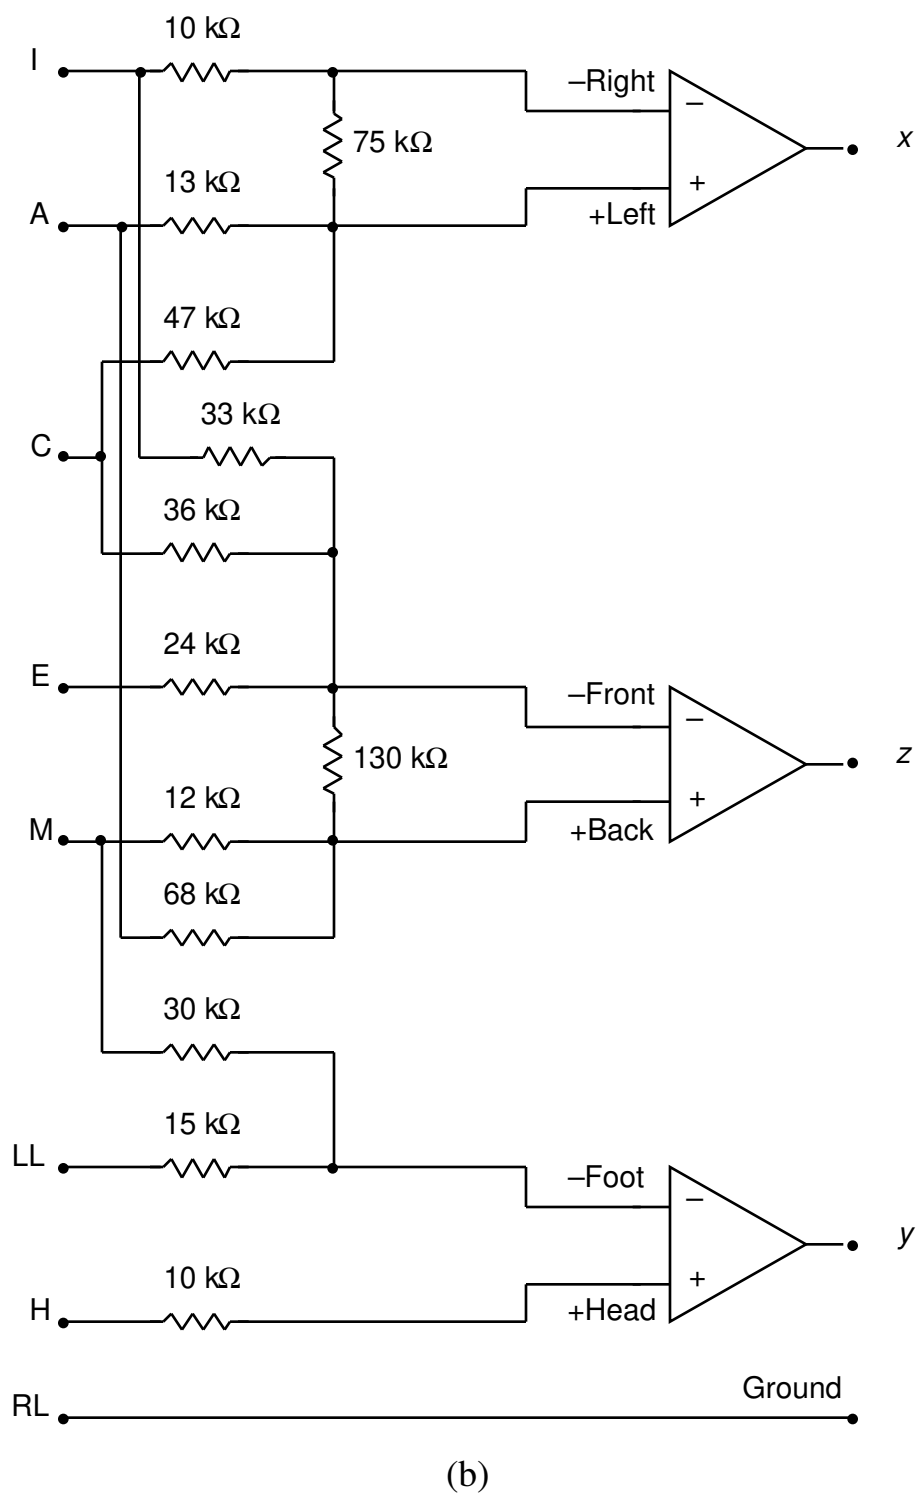 10 kΩ
I
–Right
–
75 kΩ
x
13 kΩ
+
A
+Left
47 kΩ
33 kΩ
C
36 kΩ
24 kΩ
E
–Front
–
130 kΩ
z
12 kΩ
+
M
+Back
68 kΩ
30 kΩ
15 kΩ
LL
–Foot
–
y
10 kΩ
+
H
+Head
Ground
RL
(b)